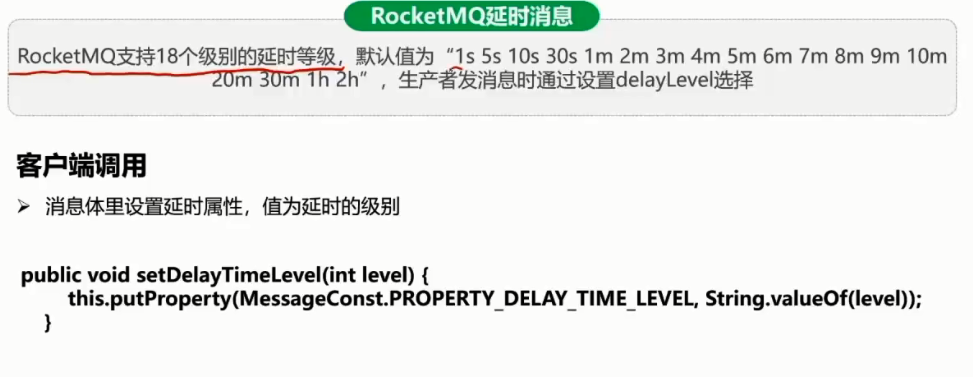 RocketMQ延时消息
RocketMQ支持18个级别的延时等级，默认值为“1s 5s 10s 30s 1m 2m 3m 4m 5m 6m 7m 8m 9m 10m
20m 30m 1h 2h”，生产者发消息时通过设置delayLevel选择
客户端调用
➢ 消息体里设置延时属性，值为延时的级别
public void setDelayTimeLevel(int level) {
this.putProperty(MessageConst.PROPERTY_DELAY_TIME_LEVEL, String.valueOf(level));
}